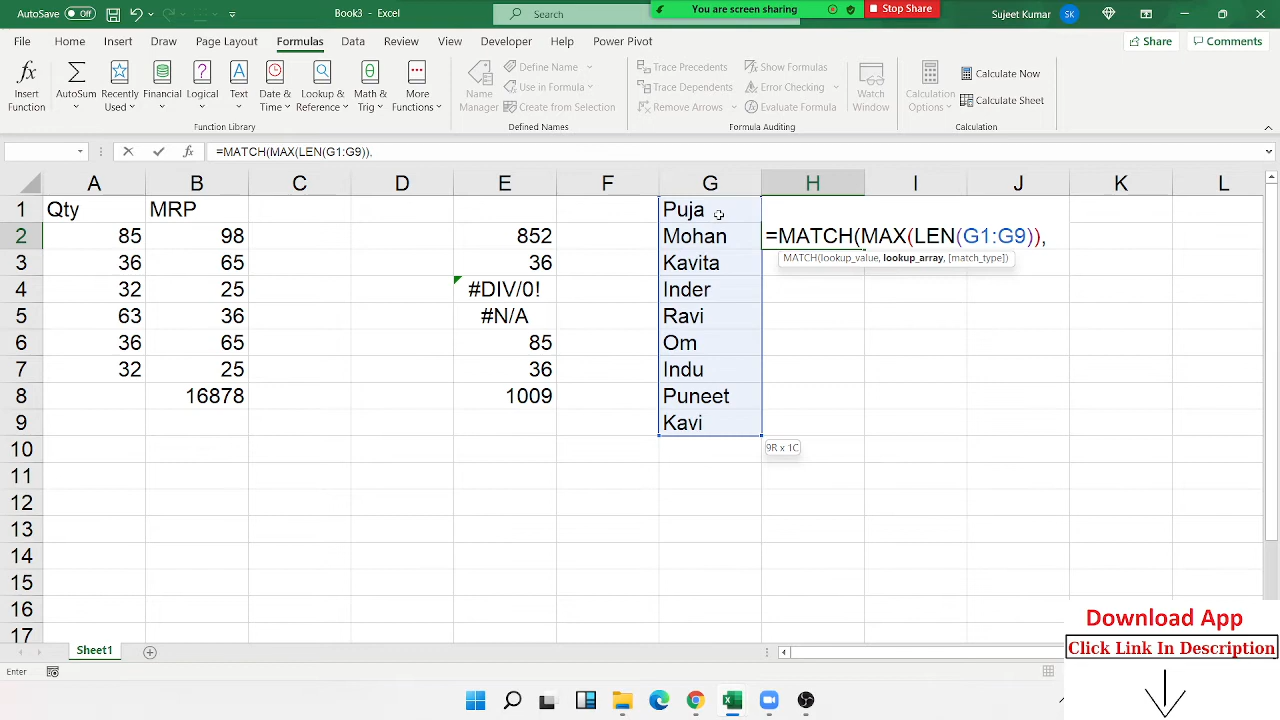 AutoSave Off
Book3 - Excel
Search
You are screen sharing
Stop Share
Sujeet Kumar
SK
File Home Insert Draw Page Layout Formulas Data Review View Developer Help Power Pivot
Share
Comments
Insert Function
AutoSum
Recently Used
Financial
Logical
Text
Date & Time
Lookup & Reference
Math & Trig
More Functions
Function Library
Name Manager
Define Name
Use in Formula
Create from Selection
Defined Names
Trace Precedents
Trace Dependents
Remove Arrows
Show Formulas
Error Checking
Evaluate Formula
Formula Auditing
Watch Window
Calculation Options
Calculate Now
Calculate Sheet
Calculation
fx =MATCH(MAX(LEN(G1:G9)),
A B C D E F G H I J K L
1 Qty MRP Puja
2 85 98 852 Mohan =MATCH(MAX(LEN(G1:G9)),
MATCH(lookup_value, lookup_array, [match_type])
3 36 65 36 Kavita
4 32 25 #DIV/0! Inder
5 63 36 #N/A Ravi
6 36 65 85 Om
7 32 25 36 Indu
8 16878 1009 Puneet
9 Kavi
9R x 1C
10
11
12
13
14
15
16
17
Download App
Click Link In Description
Sheet1
Enter